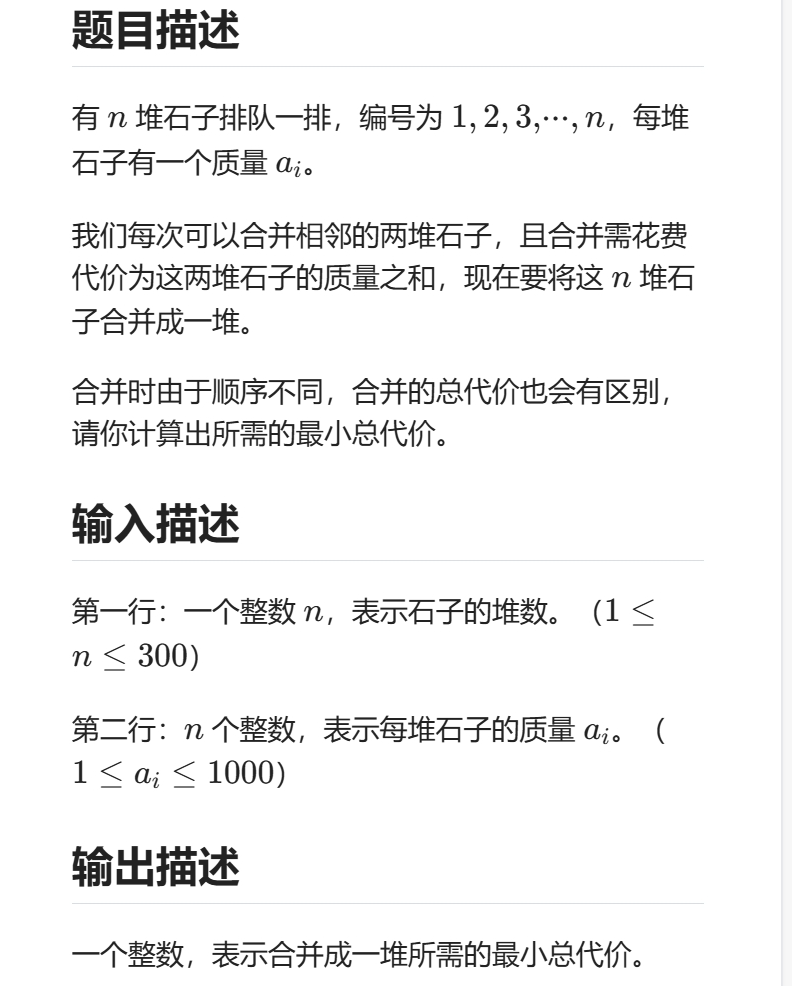 题目描述
有 n 堆石子排队一排，编号为 1, 2, 3,⋯, n，每堆
石子有一个质量 aᵢ。
我们每次可以合并相邻的两堆石子，且合并需花费
代价为这两堆石子的质量之和，现在要将这 n 堆石
子合并成一堆。
合并时由于顺序不同，合并的总代价也会有区别，
请你计算出所需的最小总代价。
输入描述
第一行：一个整数 n，表示石子的堆数。（1 ≤
n ≤ 300）
第二行：n 个整数，表示每堆石子的质量 aᵢ。（
1 ≤ aᵢ ≤ 1000）
输出描述
一个整数，表示合并成一堆所需的最小总代价。